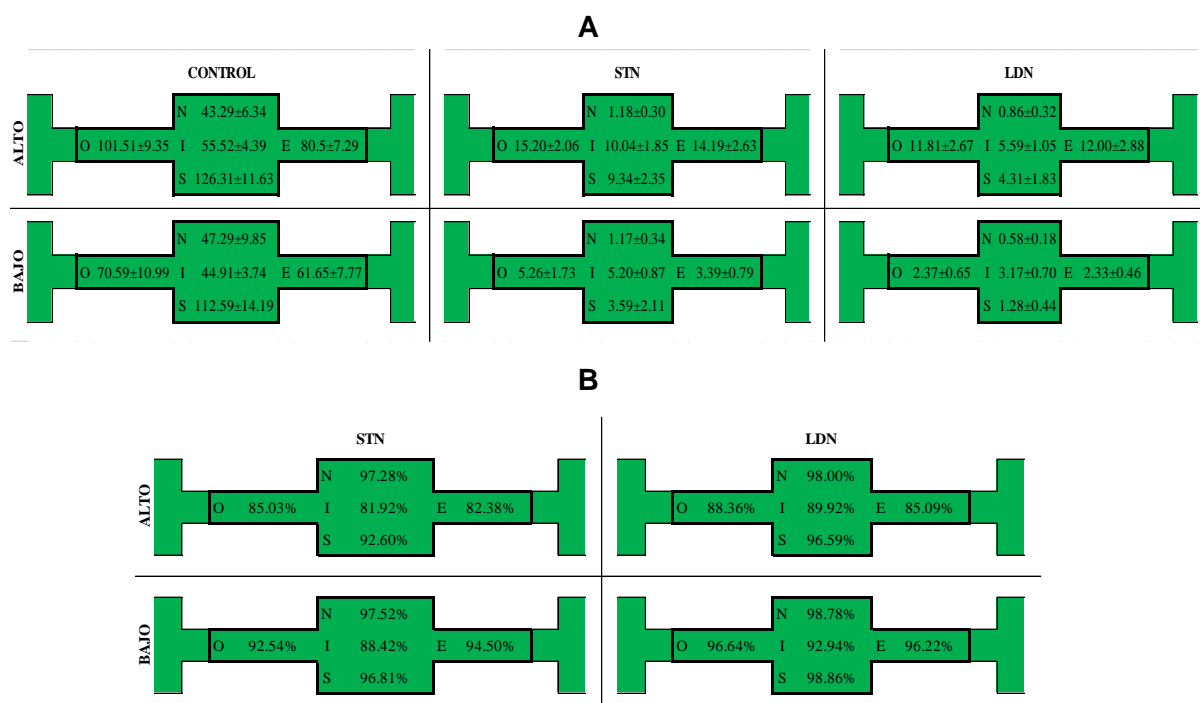 A
CONTROL STN LDN
ALTO
N 43.29±6.34 N 1.18±0.30 N 0.86±0.32
O 101.51±9.35 I 55.52±4.39 E 80.5±7.29 O 15.20±2.06 I 10.04±1.85 E 14.19±2.63 O 11.81±2.67 I 5.59±1.05 E 12.00±2.88
S 126.31±11.63 S 9.34±2.35 S 4.31±1.83
BAJO
N 47.29±9.85 N 1.17±0.34 N 0.58±0.18
O 70.59±10.99 I 44.91±3.74 E 61.65±7.77 O 5.26±1.73 I 5.20±0.87 E 3.39±0.79 O 2.37±0.65 I 3.17±0.70 E 2.33±0.46
S 112.59±14.19 S 3.59±2.11 S 1.28±0.44
B
STN LDN
ALTO
N 97.28% N 98.00%
O 85.03% I 81.92% E 82.38% O 88.36% I 89.92% E 85.09%
S 92.60% S 96.59%
BAJO
N 97.52% N 98.78%
O 92.54% I 88.42% E 94.50% O 96.64% I 92.94% E 96.22%
S 96.81% S 98.86%